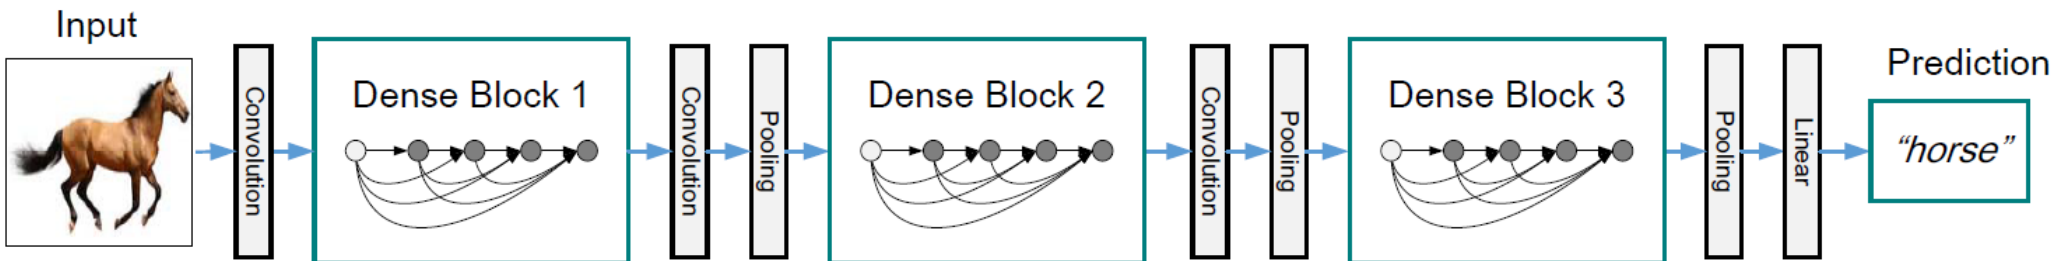 Input
Convolution
Dense Block 1
Convolution
Pooling
Dense Block 2
Convolution
Pooling
Dense Block 3
Pooling
Linear
Prediction
“horse”